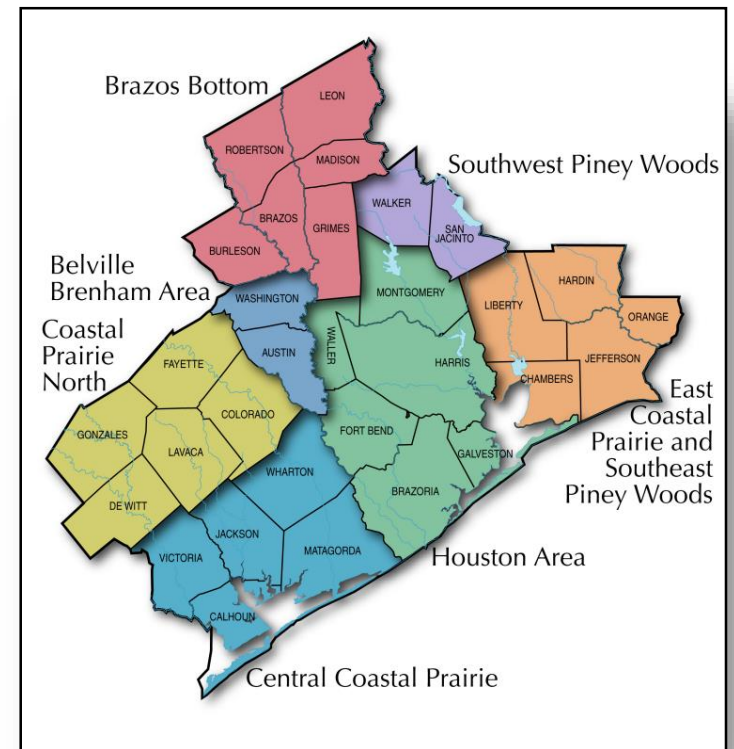 Brazos Bottom
LEON
ROBERTSON
MADISON
Southwest Piney Woods
WALKER
SAN
JACINTO
BRAZOS
GRIMES
BURLESON
Belville
Brenham Area
WASHINGTON
MONTGOMERY
HARDIN
LIBERTY
ORANGE
Coastal
Prairie
North
AUSTIN
WALLER
HARRIS
JEFFERSON
CHAMBERS
FAYETTE
COLORADO
East
Coastal
Prairie and
Southeast
Piney Woods
GONZALES
LAVACA
FORT BEND
GALVESTON
WHARTON
BRAZORIA
DE WITT
JACKSON
VICTORIA
MATAGORDA
Houston Area
CALHOUN
Central Coastal Prairie